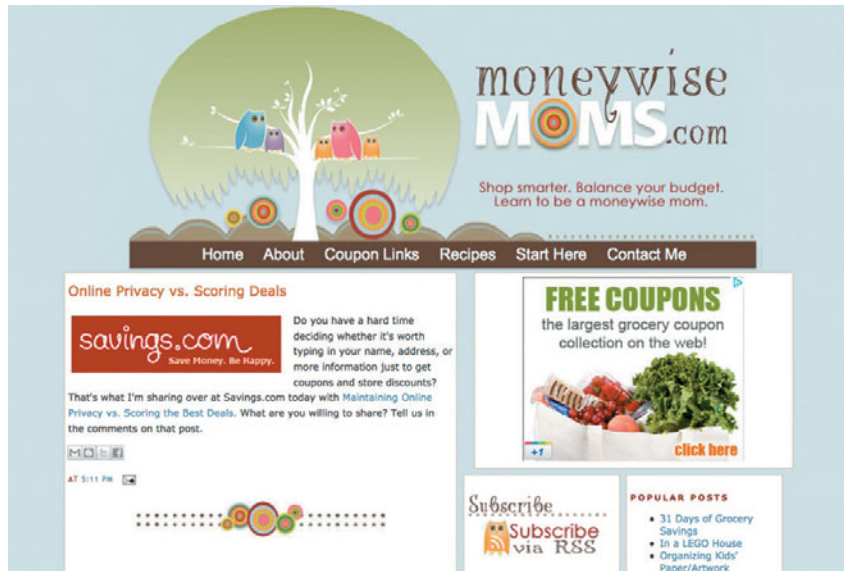 moneywise
MOMS.com
Shop smarter. Balance your budget.
Learn to be a moneywise mom.
Home About Coupon Links Recipes Start Here Contact Me
Online Privacy vs. Scoring Deals
savings.com
Save Money. Be Happy.
Do you have a hard time
deciding whether it's worth
typing in your name, address, or
more information just to get
coupons and store discounts?
That's what I'm sharing over at Savings.com today with Maintaining Online
Privacy vs. Scoring the Best Deals. What are you willing to share? Tell us in
the comments on that post.
AT 5:11 PM
FREE COUPONS
the largest grocery coupon
collection on the web!
+1
click here
Subscribe
Subscribe
via RSS
POPULAR POSTS
31 Days of Grocery
Savings
In a LEGO House
Organizing Kids'
Paper/Artwork